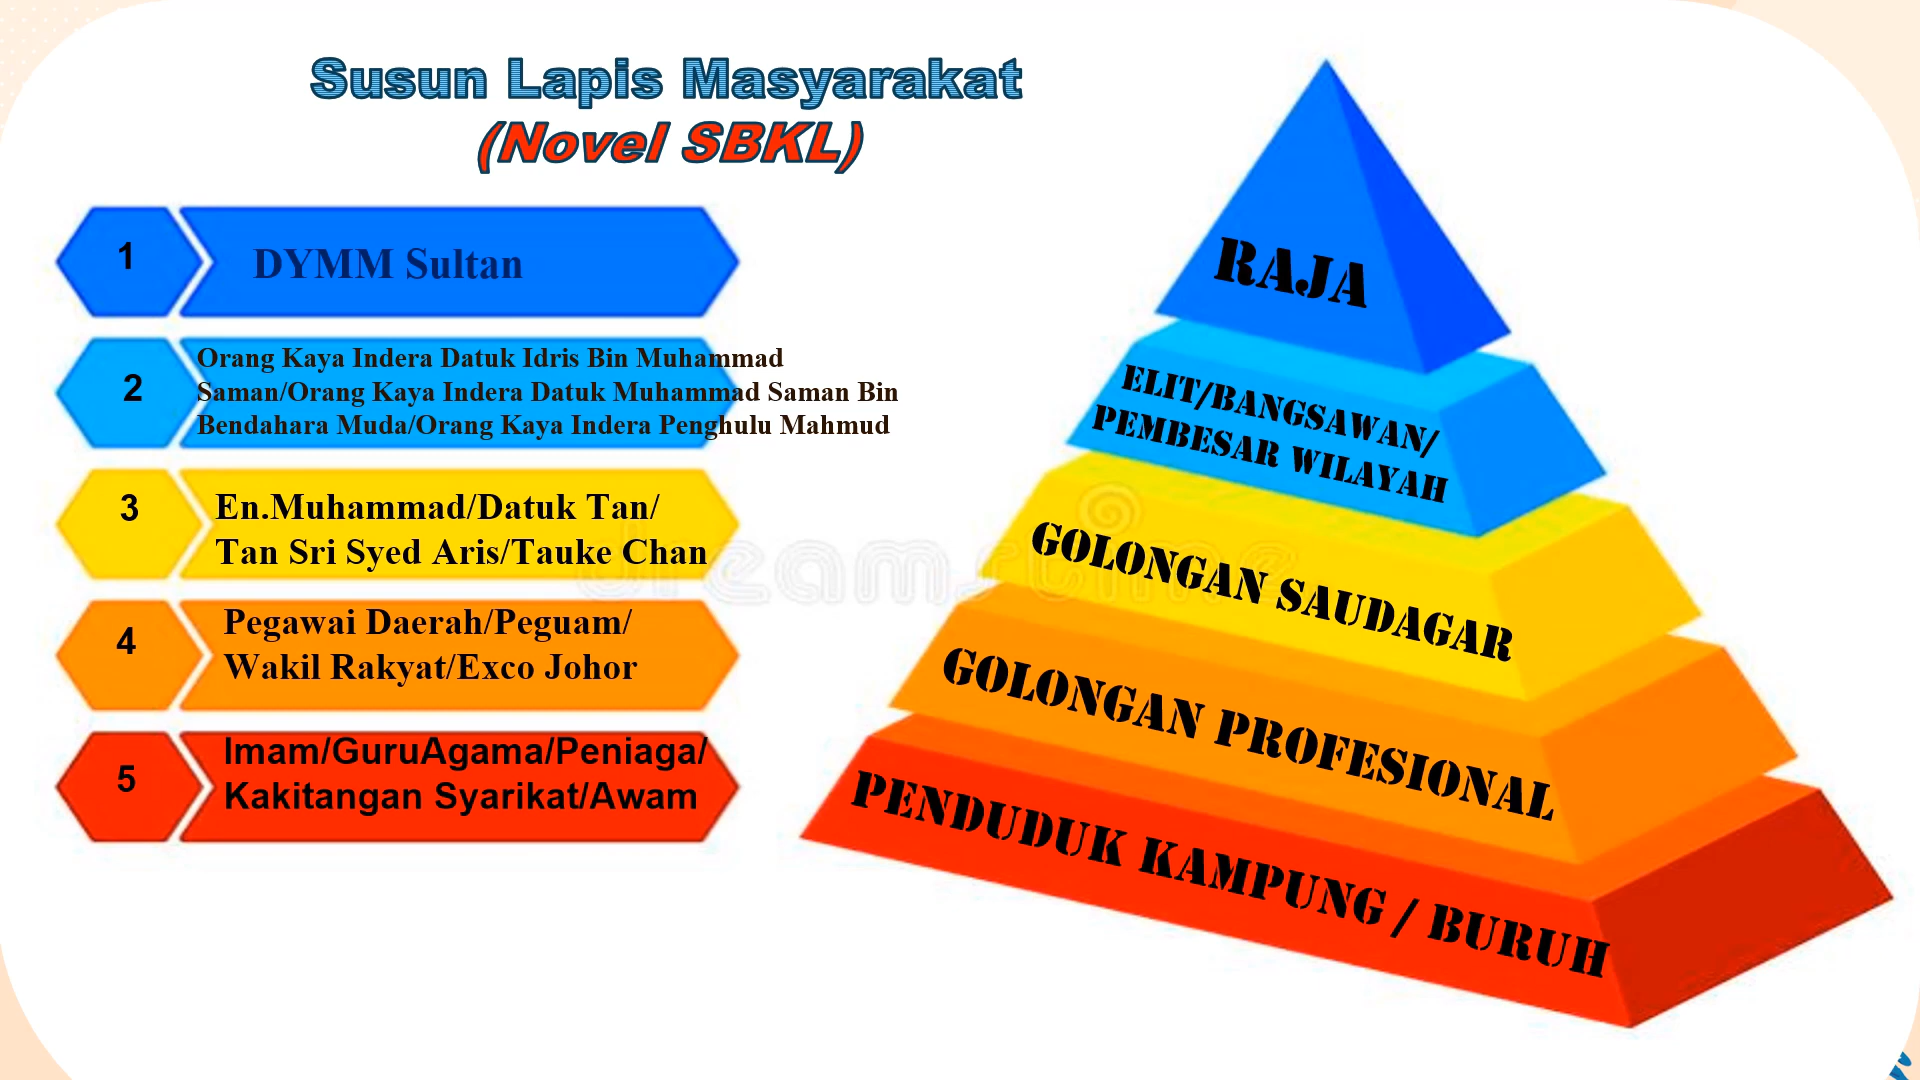 Susun Lapis Masyarakat
(Novel SBKL)
1
DYMM Sultan
2
Orang Kaya Indera Datuk Idris Bin Muhammad
Saman/Orang Kaya Indera Datuk Muhammad Saman Bin
Bendahara Muda/Orang Kaya Indera Penghulu Mahmud
3
En.Muhammad/Datuk Tan/
Tan Sri Syed Aris/Tauke Chan
4
Pegawai Daerah/Peguam/
Wakil Rakyat/Exco Johor
5
Imam/GuruAgama/Peniaga/
Kakitangan Syarikat/Awam
RAJA
ELIT/BANGSAWAN/
PEMBESAR WILAYAH
GOLONGAN SAUDAGAR
GOLONGAN PROFESIONAL
PENDUDUK KAMPUNG / BURUH
dreamstime